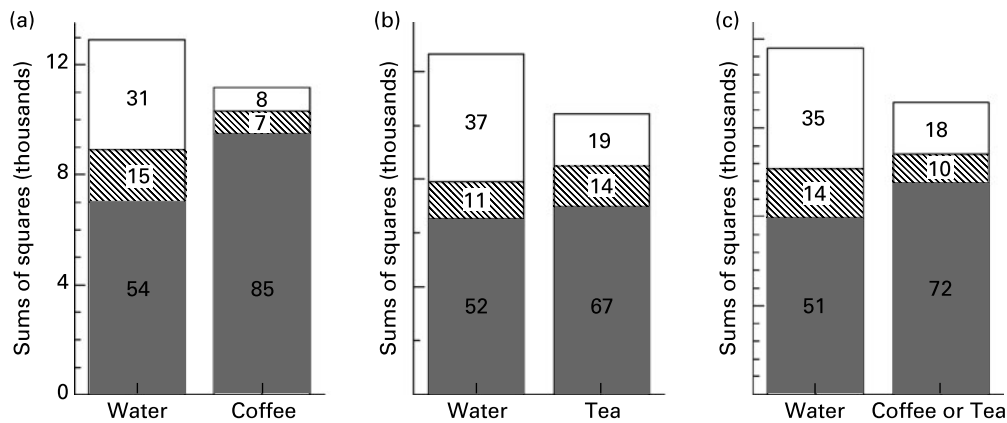 (a)
Sums of squares (thousands)
12
8
4
0
31
15
54
8
7
85
Water
Coffee
(b)
Sums of squares (thousands)
37
11
52
19
14
67
Water
Tea
(c)
Sums of squares (thousands)
35
14
51
18
10
72
Water
Coffee or Tea